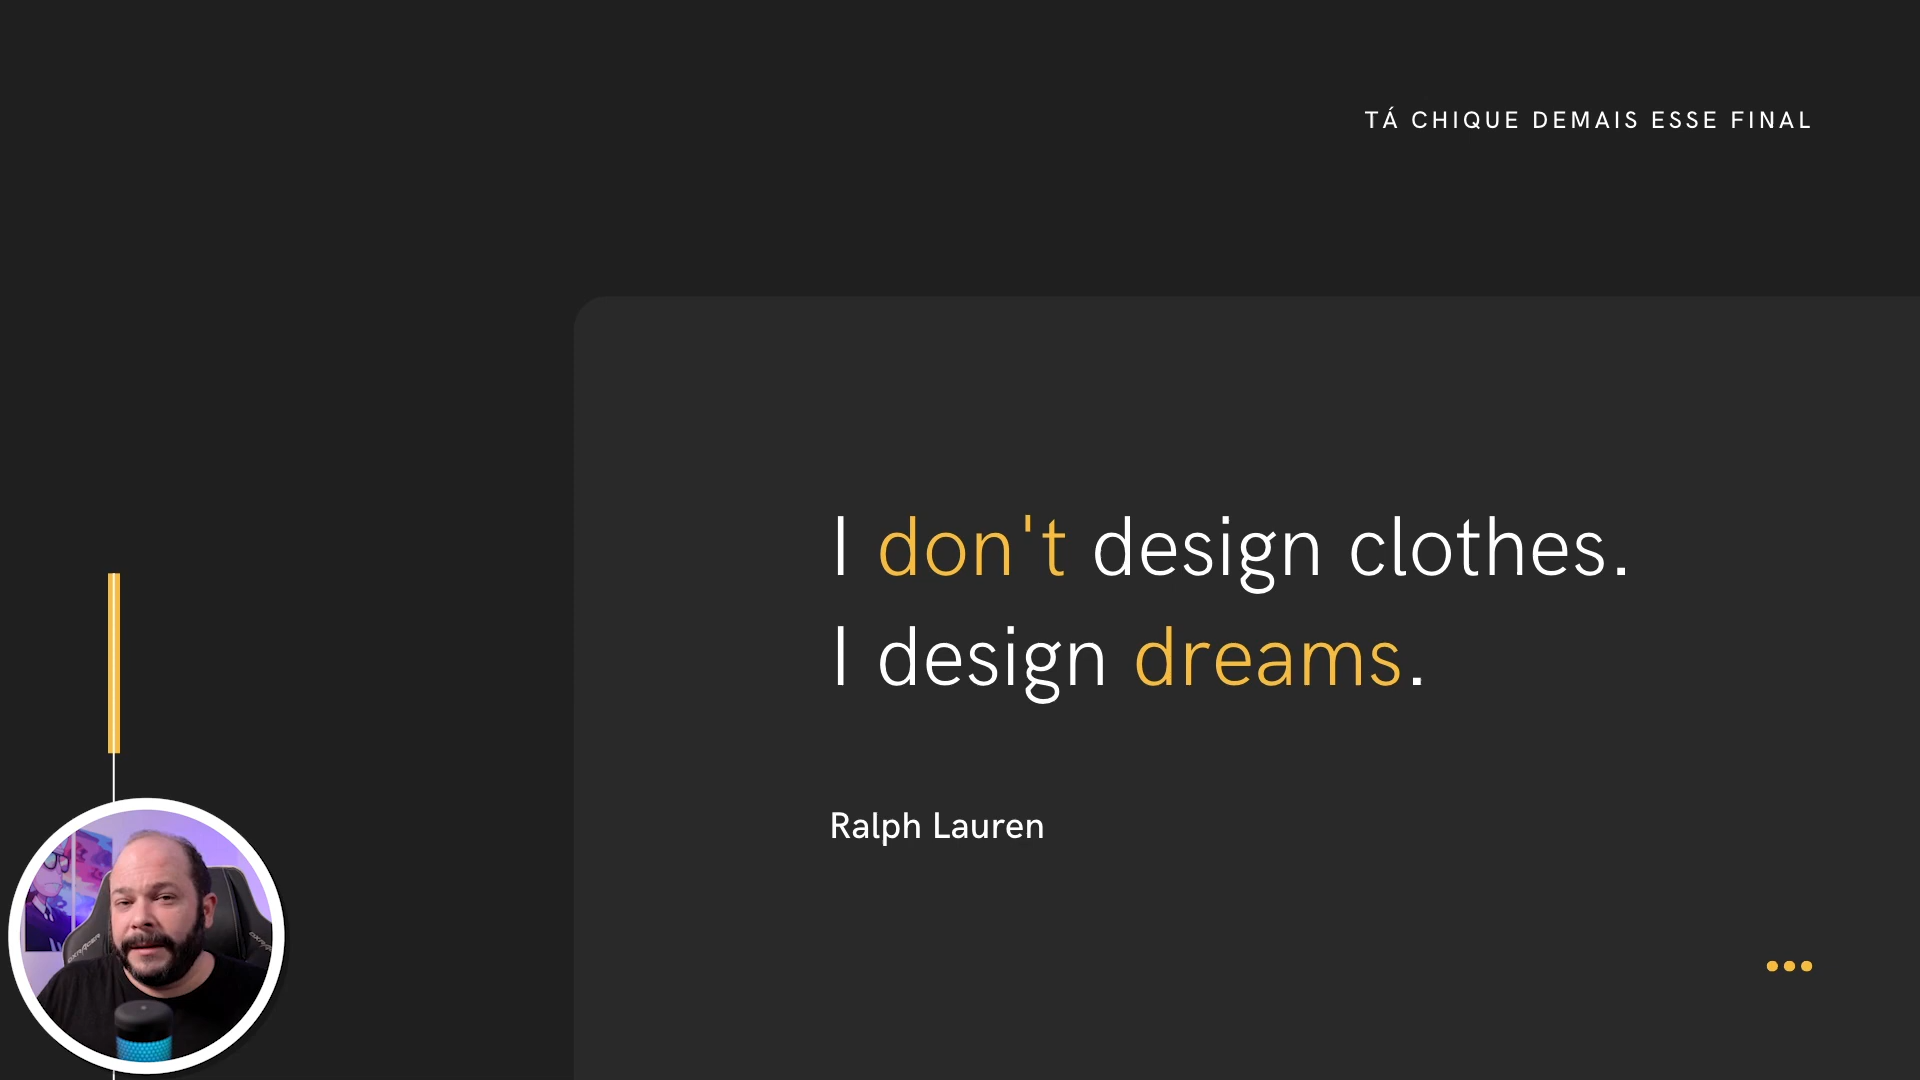 TÁ CHIQUE DEMAIS ESSE FINAL
I don't design clothes.
I design dreams.
Ralph Lauren